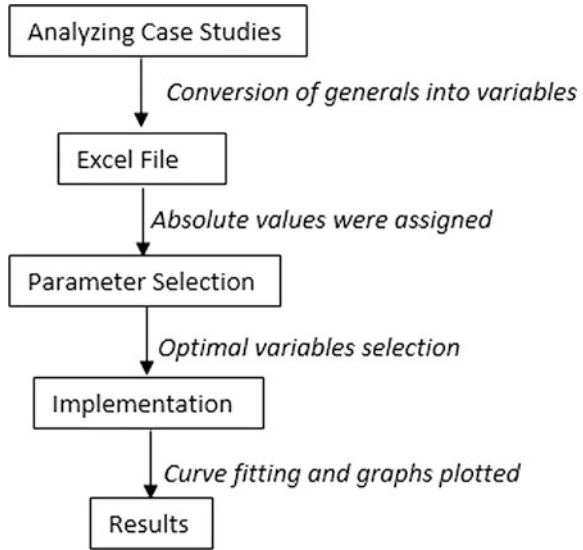 Analyzing Case Studies
Conversion of generals into variables
Excel File
Absolute values were assigned
Parameter Selection
Optimal variables selection
Implementation
Curve fitting and graphs plotted
Results